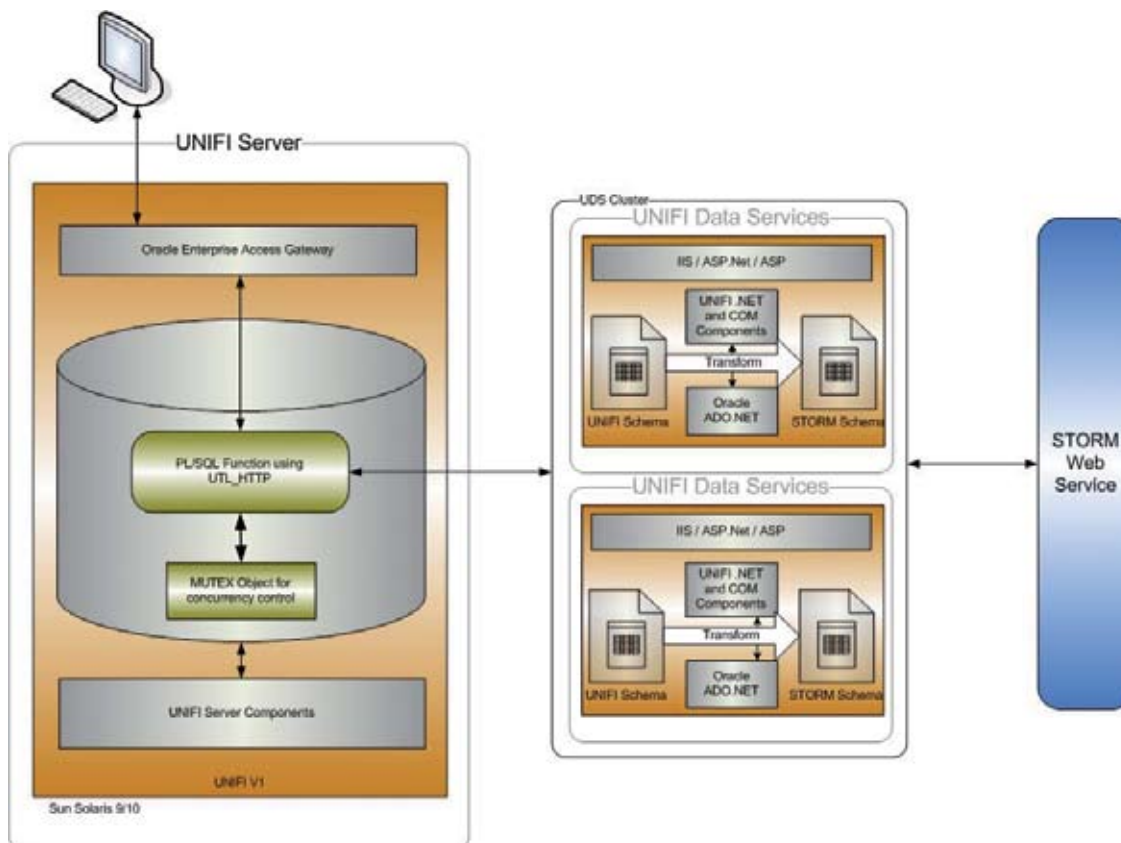 UNIFI Server
Oracle Enterprise Access Gateway
PL/SQL Function using
UTL_HTTP
MUTEX Object for
concurrency control
UNIFI Server Components
UNIFI V1
Sun Solaris 9/10
UDS Cluster
UNIFI Data Services
IIS / ASP.Net / ASP
UNIFI .NET
and COM
Components
Transform
Oracle
ADO.NET
UNIFI Schema
STORM Schema
UNIFI Data Services
IIS / ASP.Net / ASP
UNIFI .NET
and COM
Components
Transform
Oracle
ADO.NET
UNIFI Schema
STORM Schema
STORM
Web
Service